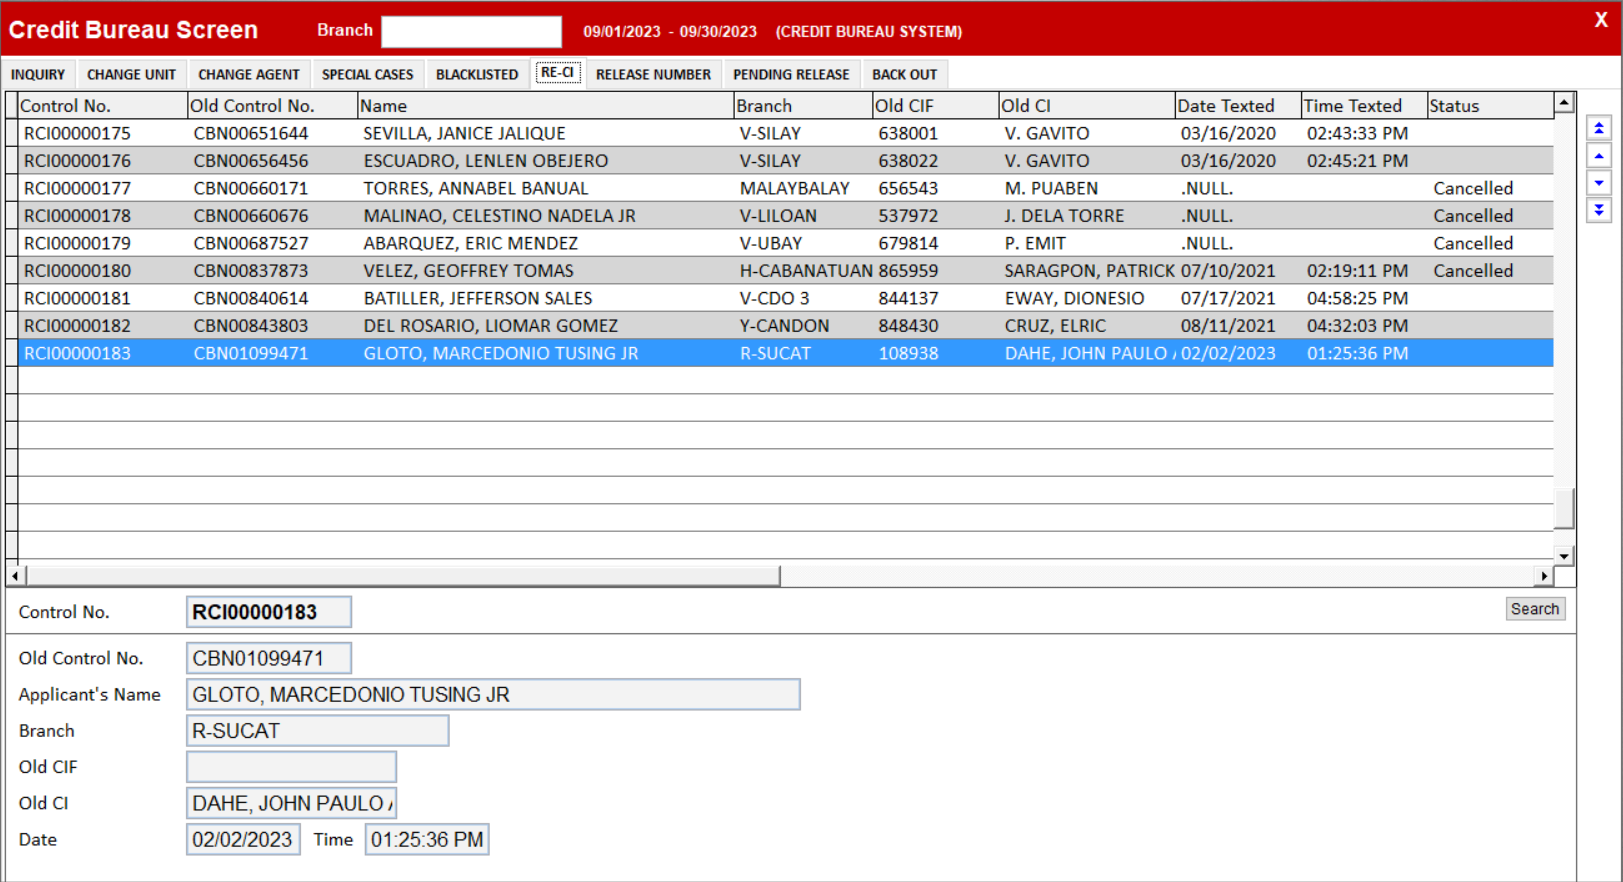 Credit Bureau Screen Branch 09/01/2023 - 09/30/2023 (CREDIT BUREAU SYSTEM) X
INQUIRY CHANGE UNIT CHANGE AGENT SPECIAL CASES BLACKLISTED RE-CI RELEASE NUMBER PENDING RELEASE BACK OUT
Control No. Old Control No. Name Branch Old CIF Old CI Date Texted Time Texted Status
RCI00000175 CBN00651644 SEVILLA, JANICE JALIQUE V-SILAY 638001 V. GAVITO 03/16/2020 02:43:33 PM
RCI00000176 CBN00656456 ESCUADRO, LENLEN OBEJERO V-SILAY 638022 V. GAVITO 03/16/2020 02:45:21 PM
RCI00000177 CBN00660171 TORRES, ANNABEL BANUAL MALAYBALAY 656543 M. PUABEN .NULL. Cancelled
RCI00000178 CBN00660676 MALINAO, CELESTINO NADELA JR V-LILOAN 537972 J. DELA TORRE .NULL. Cancelled
RCI00000179 CBN00687527 ABARQUEZ, ERIC MENDEZ V-UBAY 679814 P. EMIT .NULL. Cancelled
RCI00000180 CBN00837873 VELEZ, GEOFFREY TOMAS H-CABANATUAN 865959 SARAGPON, PATRICK 07/10/2021 02:19:11 PM Cancelled
RCI00000181 CBN00840614 BATILLER, JEFFERSON SALES V-CDO 3 844137 EWAY, DIONESIO 07/17/2021 04:58:25 PM
RCI00000182 CBN00843803 DEL ROSARIO, LIOMAR GOMEZ Y-CANDON 848430 CRUZ, ELRIC 08/11/2021 04:32:03 PM
RCI00000183 CBN01099471 GLOTO, MARCEDONIO TUSING JR R-SUCAT 108938 DAHE, JOHN PAULO 02/02/2023 01:25:36 PM
Control No. RCI00000183 Search
Old Control No. CBN01099471
Applicant's Name GLOTO, MARCEDONIO TUSING JR
Branch R-SUCAT
Old CIF
Old CI DAHE, JOHN PAULO
Date 02/02/2023 Time 01:25:36 PM